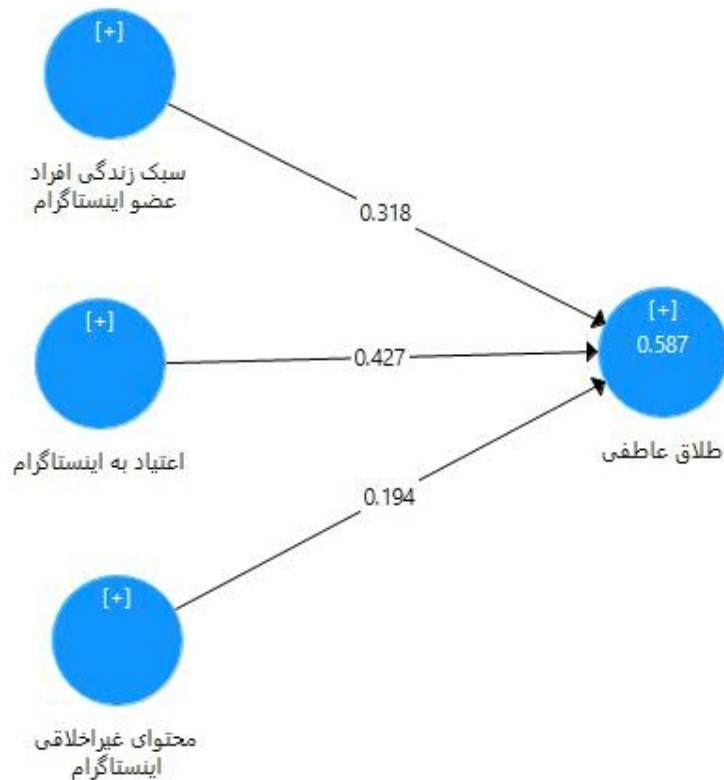 [+]
سبک زندگی افراد
عضو اینستاگرام
0.318
[+]
0.587
طلاق عاطفی
[+]
0.427
اعتیاد به اینستاگرام
0.194
[+]
محتوای غیراخلاقی
اینستاگرام